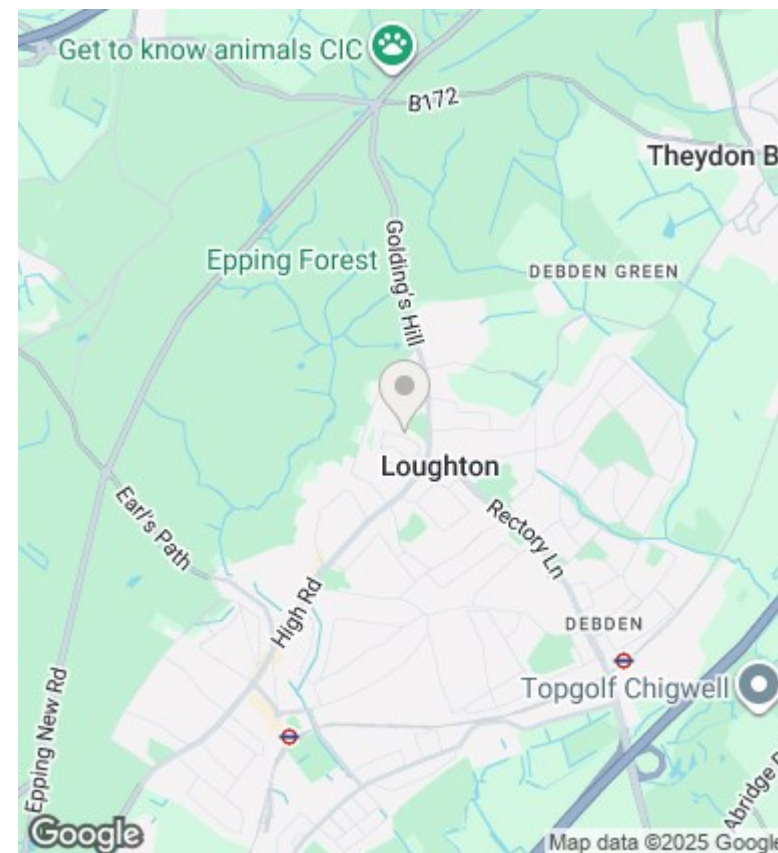 Get to know animals CIC
B172
Theydon B
Golding's Hill
Epping Forest
DEBDEN GREEN
Loughton
Earl's Path
Rectory Ln
High Rd
DEBDEN
Topgolf Chigwell
Epping New Rd
Abridge R
Google
Map data ©2025 Google